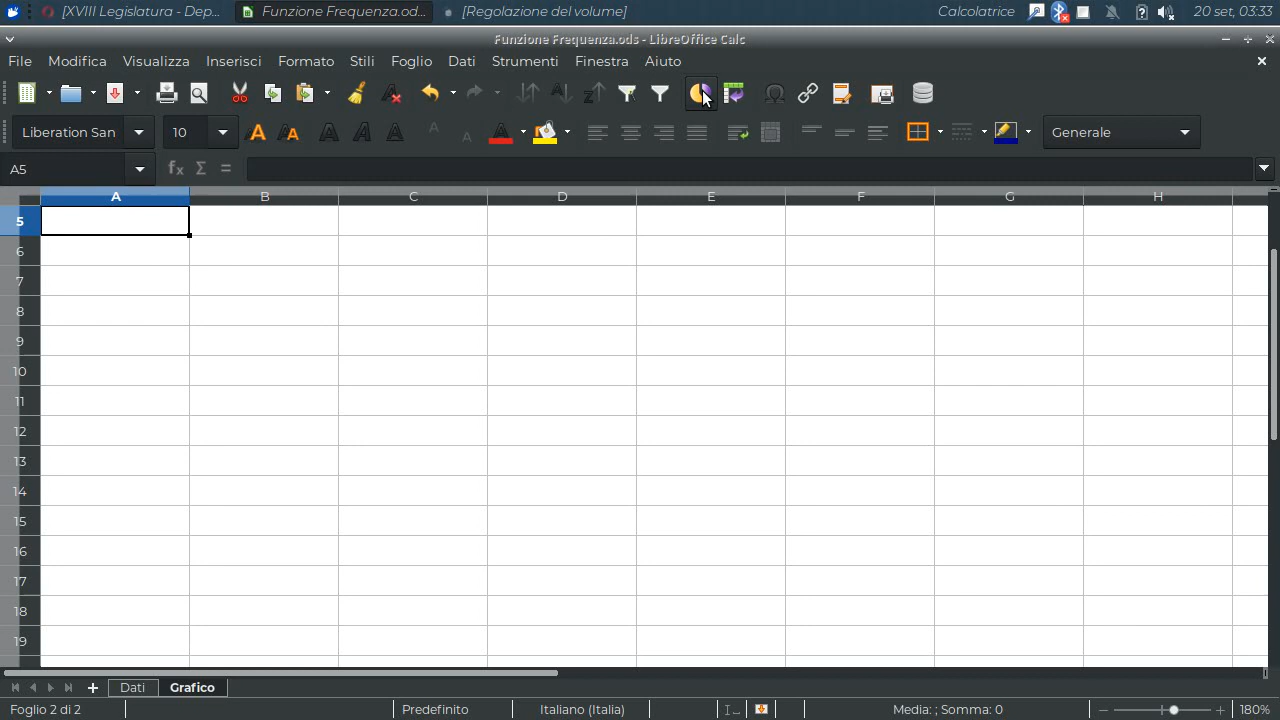 [XVIII Legislatura - Dep... Funzione Frequenza.od... [Regolazione del volume] Calcolatrice 20 set, 03:33
Funzione Frequenza.ods - LibreOffice Calc
File Modifica Visualizza Inserisci Formato Stili Foglio Dati Strumenti Finestra Aiuto
Liberation San 10 Generale
A5
A B C D E F G H
5
6
7
8
9
10
11
12
13
14
15
16
17
18
19
Dati Grafico
Foglio 2 di 2 Predefinito Italiano (Italia) Media: ; Somma: 0 180%